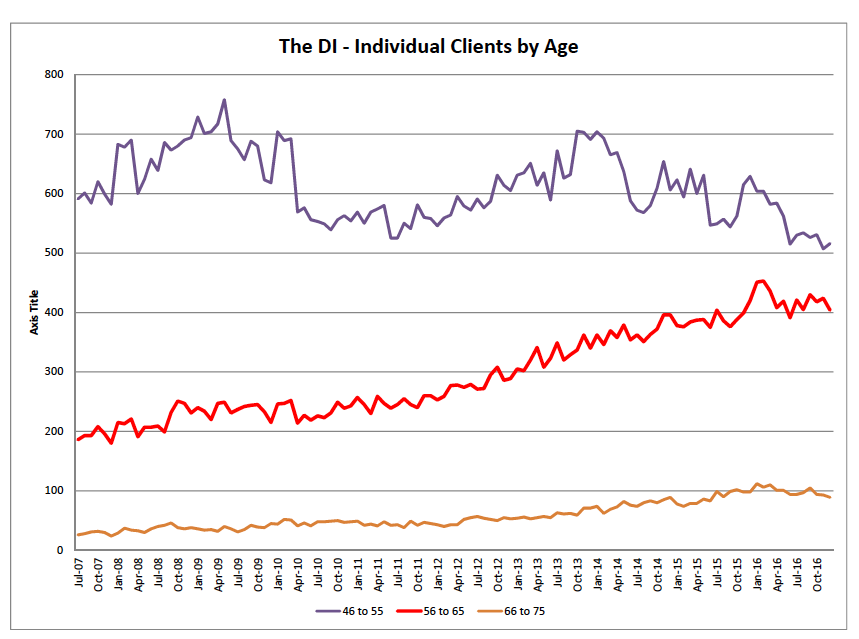 The DI - Individual Clients by Age
800
700
600
500
400
300
200
100
0
Axis Title
Jul-07 Oct-07 Jan-08 Apr-08 Jul-08 Oct-08 Jan-09 Apr-09 Jul-09 Oct-09 Jan-10 Apr-10 Jul-10 Oct-10 Jan-11 Apr-11 Jul-11 Oct-11 Jan-12 Apr-12 Jul-12 Oct-12 Jan-13 Apr-13 Jul-13 Oct-13 Jan-14 Apr-14 Jul-14 Oct-14 Jan-15 Apr-15 Jul-15 Oct-15 Jan-16 Apr-16 Jul-16 Oct-16
46 to 55 56 to 65 66 to 75